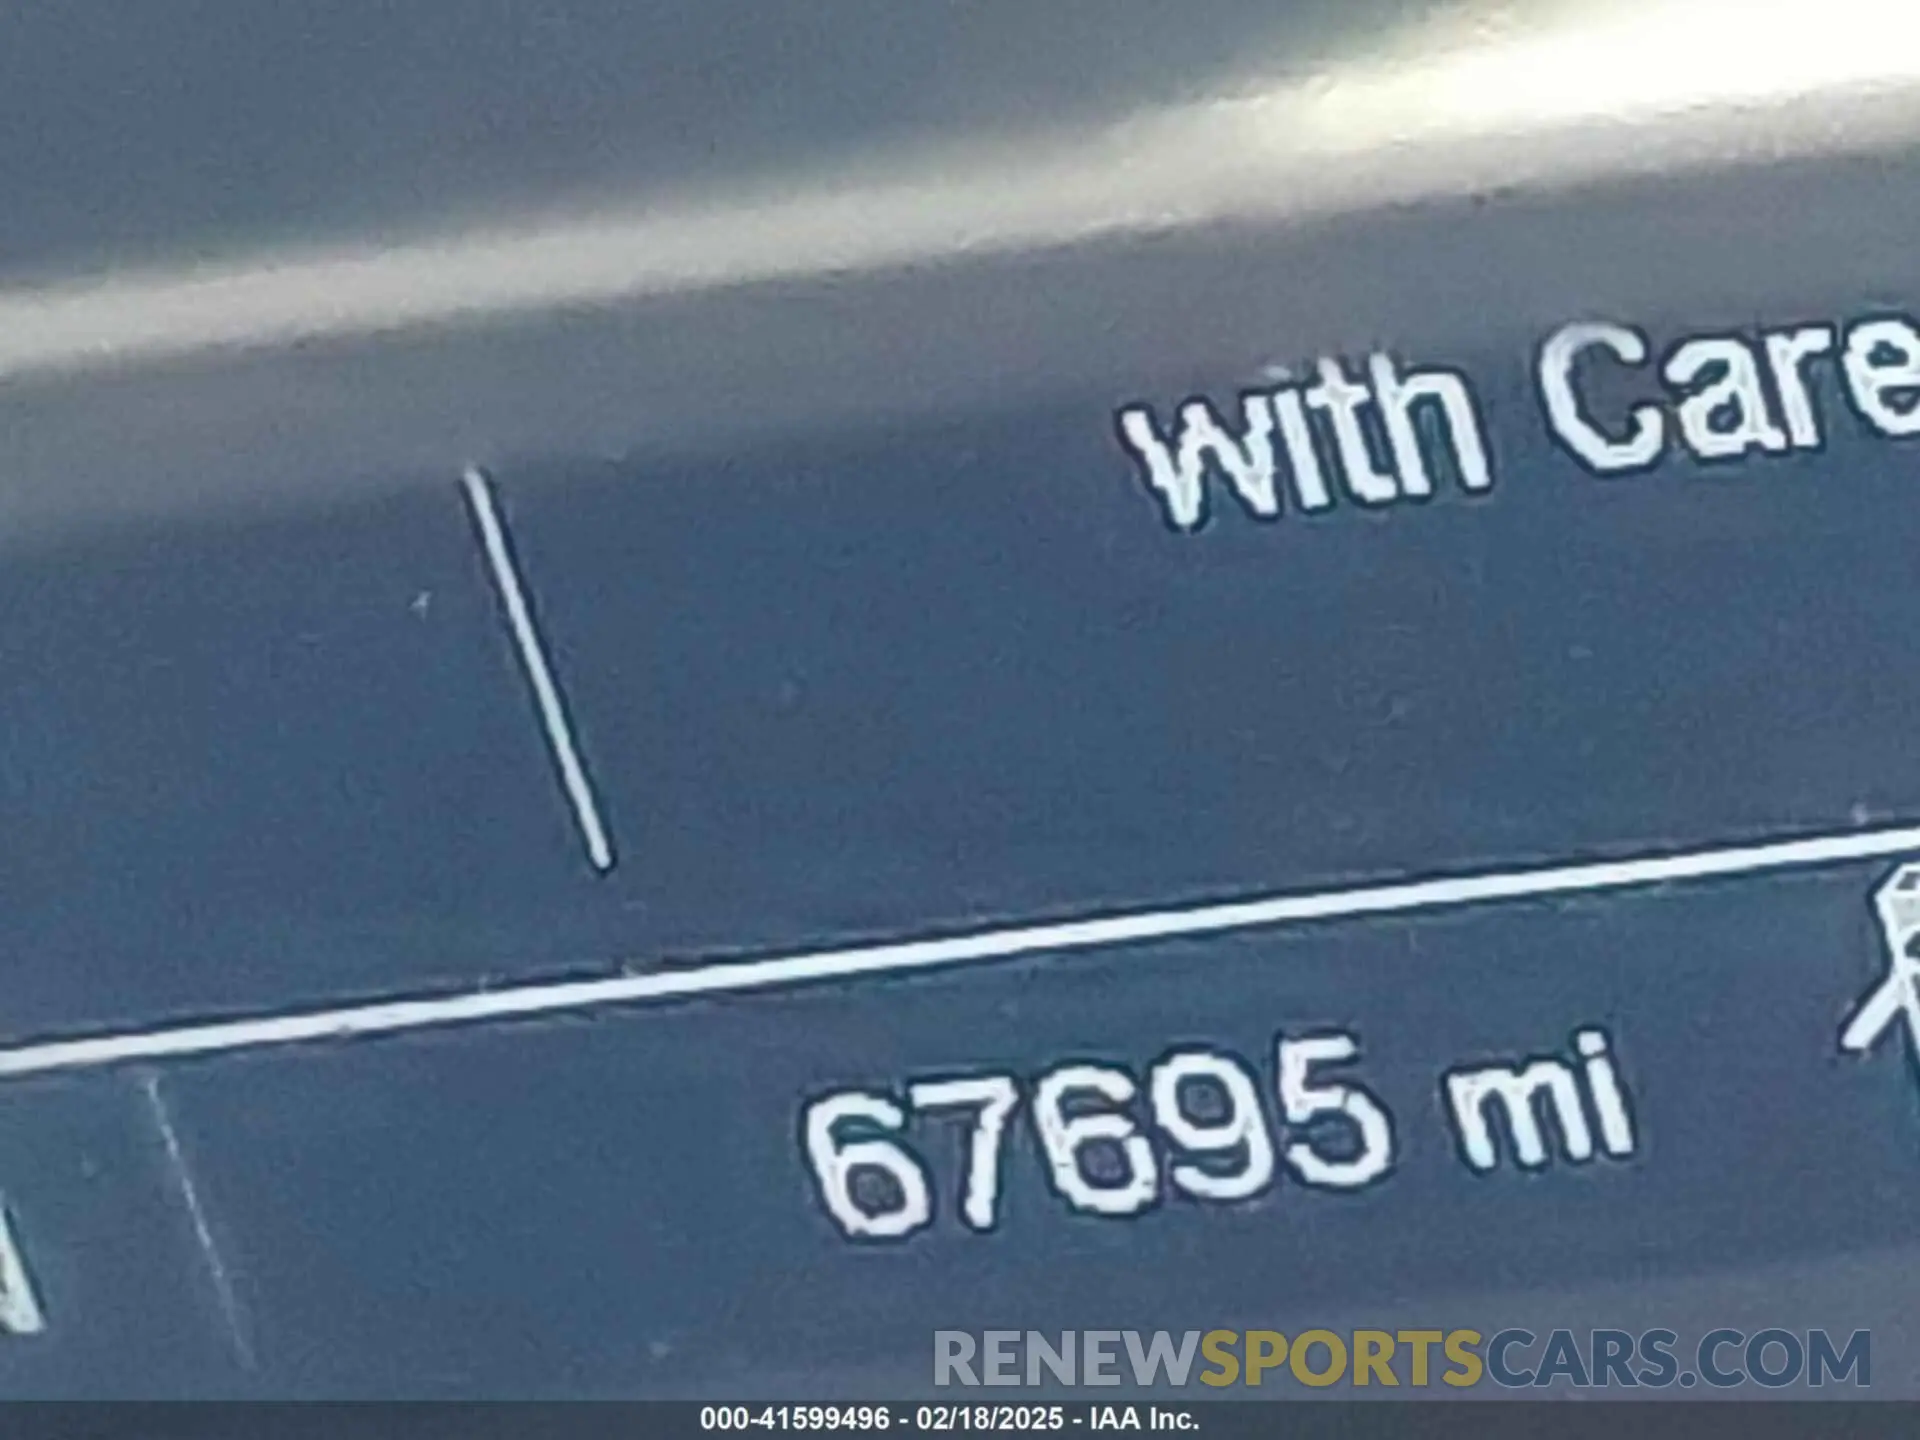 with Care
67695 mi
RENEWSPORTSCARS.COM
000-41599496 - 02/18/2025 - IAA Inc.